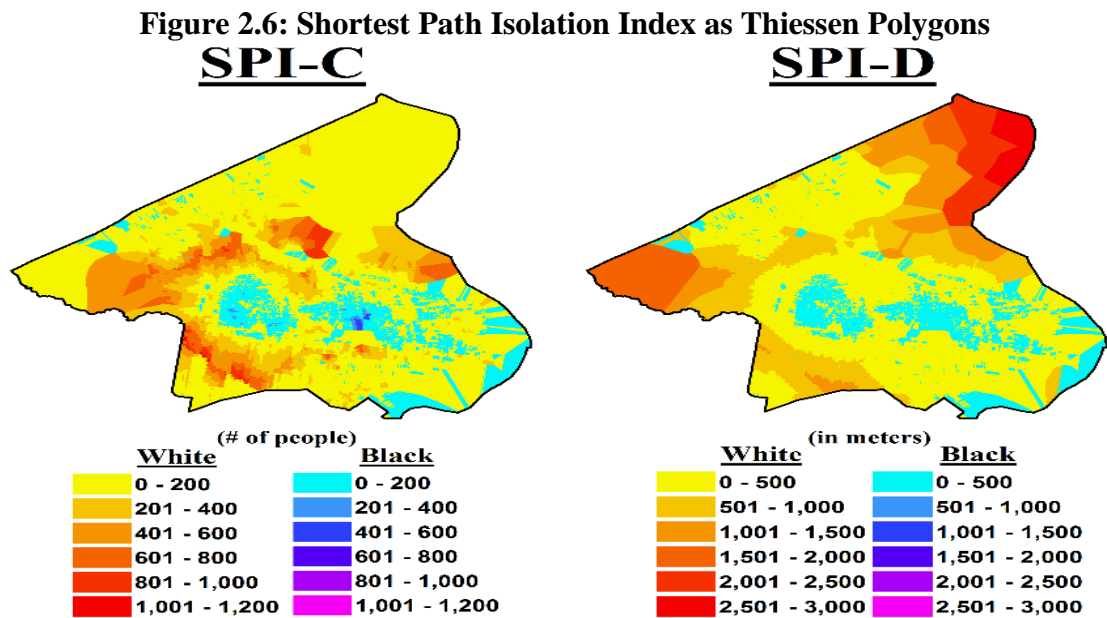 Figure 2.6: Shortest Path Isolation Index as Thiessen Polygons
SPI-C
SPI-D
(# of people)
White
0 - 200
201 - 400
401 - 600
601 - 800
801 - 1,000
1,001 - 1,200
Black
0 - 200
201 - 400
401 - 600
601 - 800
801 - 1,000
1,001 - 1,200
(in meters)
White
0 - 500
501 - 1,000
1,001 - 1,500
1,501 - 2,000
2,001 - 2,500
2,501 - 3,000
Black
0 - 500
501 - 1,000
1,001 - 1,500
1,501 - 2,000
2,001 - 2,500
2,501 - 3,000